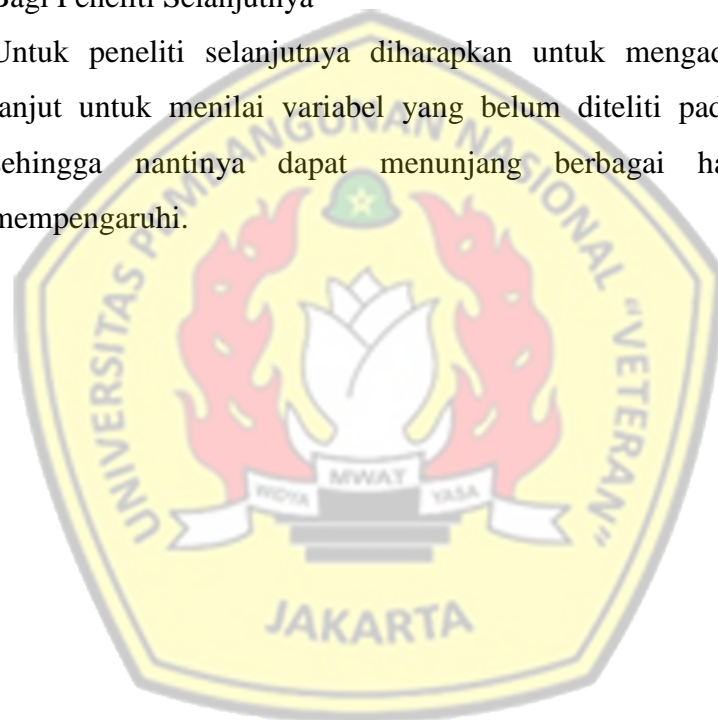 Bagi Peneliti Selanjutnya
Untuk peneliti selanjutnya diharapkan untuk mengad
lanjut untuk menilai variabel yang belum diteliti pad
sehingga nantinya dapat menunjang berbagai ha
mempengaruhi.
UNIVERSITAS PEMBANGUNAN NASIONAL "VETERAN"
WIDYA MWAT YASA
JAKARTA